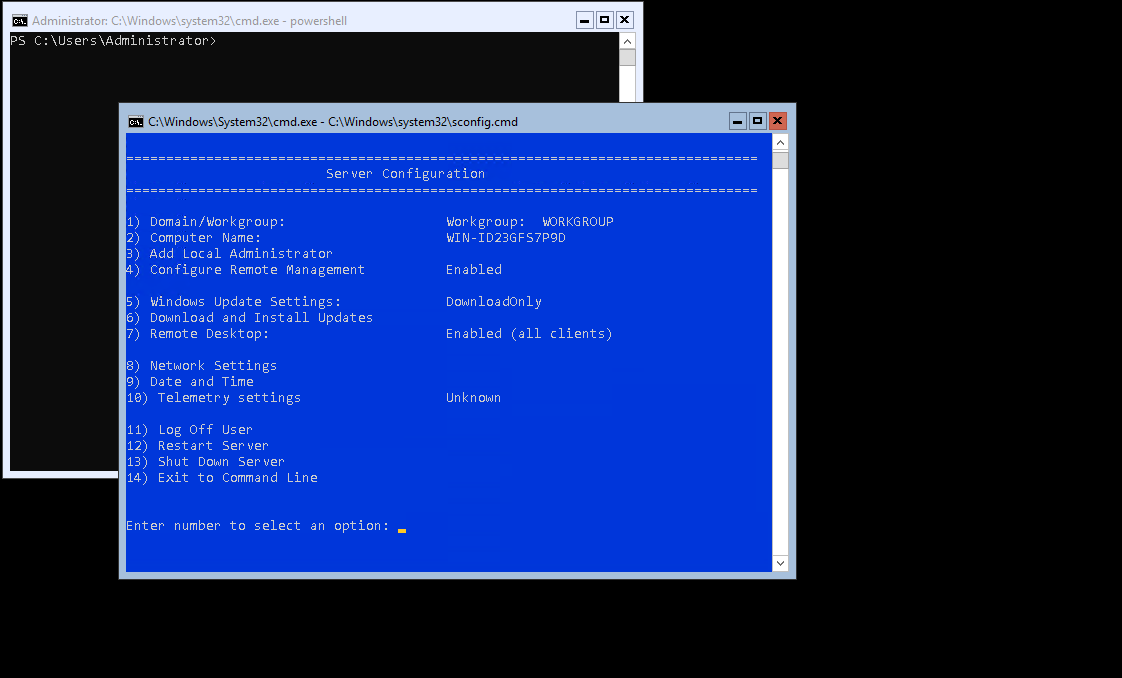 Administrator: C:\Windows\system32\cmd.exe - powershell
PS C:\Users\Administrator>
C:\Windows\System32\cmd.exe - C:\Windows\system32\sconfig.cmd
===============================================================================
Server Configuration
===============================================================================
1) Domain/Workgroup: Workgroup: WORKGROUP
2) Computer Name: WIN-ID23GFS7P9D
3) Add Local Administrator
4) Configure Remote Management Enabled
5) Windows Update Settings: DownloadOnly
6) Download and Install Updates
7) Remote Desktop: Enabled (all clients)
8) Network Settings
9) Date and Time
10) Telemetry settings Unknown
11) Log Off User
12) Restart Server
13) Shut Down Server
14) Exit to Command Line
Enter number to select an option: